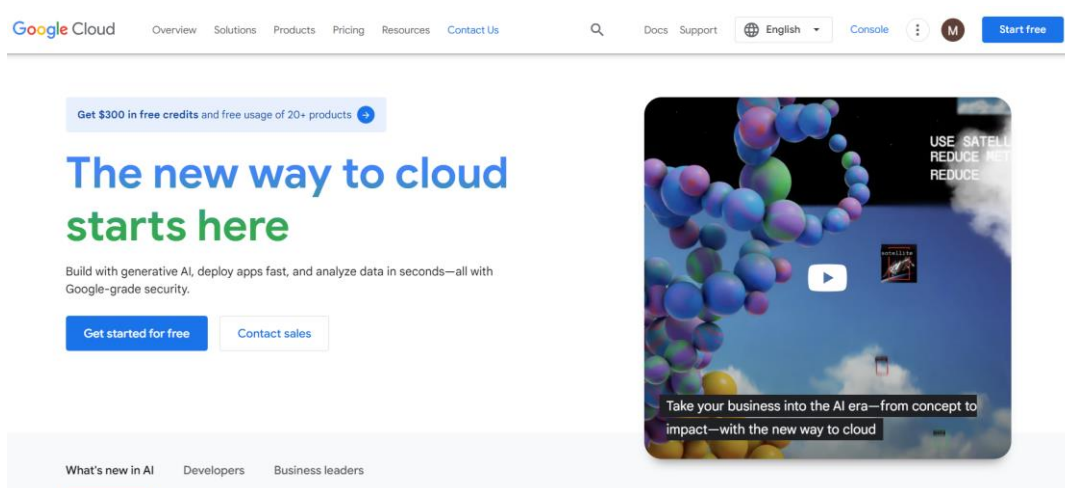 Google Cloud
Overview
Solutions
Products
Pricing
Resources
Contact Us
Docs
Support
English
Console
M
Start free
Get $300 in free credits and free usage of 20+ products
The new way to cloud
starts here
Build with generative AI, deploy apps fast, and analyze data in seconds—all with
Google-grade security.
Get started for free
Contact sales
USE SATELL
REDUCE MET
REDUCE
satellite
Take your business into the AI era—from concept to
impact—with the new way to cloud
What's new in AI
Developers
Business leaders